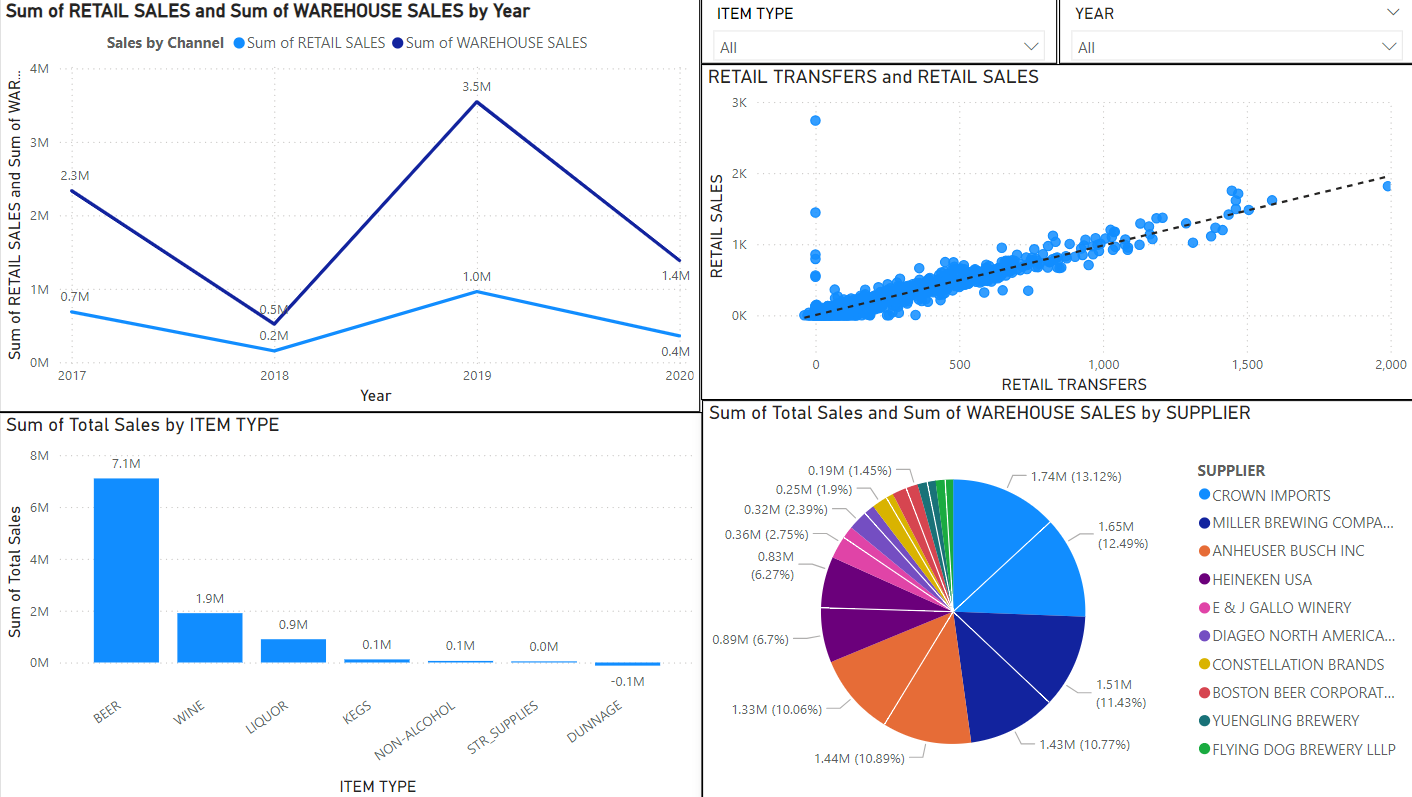 Sum of RETAIL SALES and Sum of WAREHOUSE SALES by Year
Sales by Channel Sum of RETAIL SALES Sum of WAREHOUSE SALES
Sum of RETAIL SALES and Sum of WAR...
4M
3M
2M
1M
0M
2.3M
0.5M
3.5M
1.4M
0.7M
0.2M
1.0M
0.4M
2017 2018 2019 2020
Year
ITEM TYPE
All
YEAR
All
RETAIL TRANSFERS and RETAIL SALES
RETAIL SALES
3K
2K
1K
0K
0 500 1,000 1,500 2,000
RETAIL TRANSFERS
Sum of Total Sales by ITEM TYPE
Sum of Total Sales
8M
6M
4M
2M
0M
7.1M
1.9M
0.9M
0.1M
0.1M
0.0M
-0.1M
BEER
WINE
LIQUOR
KEGS
NON-ALCOHOL
STR_SUPPLIES
DUNNAGE
ITEM TYPE
Sum of Total Sales and Sum of WAREHOUSE SALES by SUPPLIER
1.74M (13.12%)
1.65M
(12.49%)
1.51M
(11.43%)
1.43M (10.77%)
1.44M (10.89%)
1.33M (10.06%)
0.89M (6.7%)
0.83M
(6.27%)
0.36M (2.75%)
0.32M (2.39%)
0.25M (1.9%)
0.19M (1.45%)
SUPPLIER
CROWN IMPORTS
MILLER BREWING COMPA...
ANHEUSER BUSCH INC
HEINEKEN USA
E & J GALLO WINERY
DIAGEO NORTH AMERICA...
CONSTELLATION BRANDS
BOSTON BEER CORPORAT...
YUENGLING BREWERY
FLYING DOG BREWERY LLLP